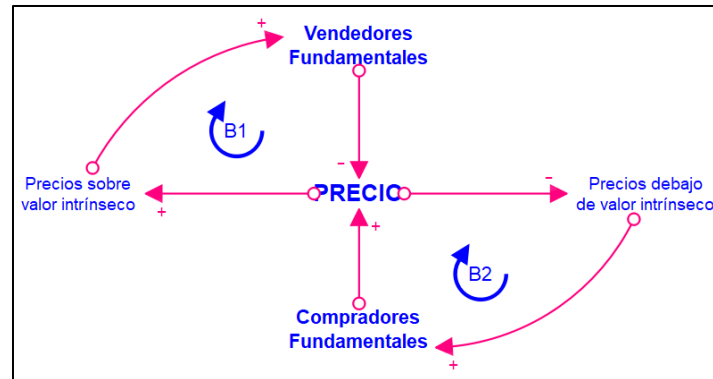 +
Vendedores
Fundamentales
B1
-
-
Precios sobre
valor intrínseco
PRECIO
Precios debajo
de valor intrínseco
+
+
B2
Compradores
Fundamentales
+